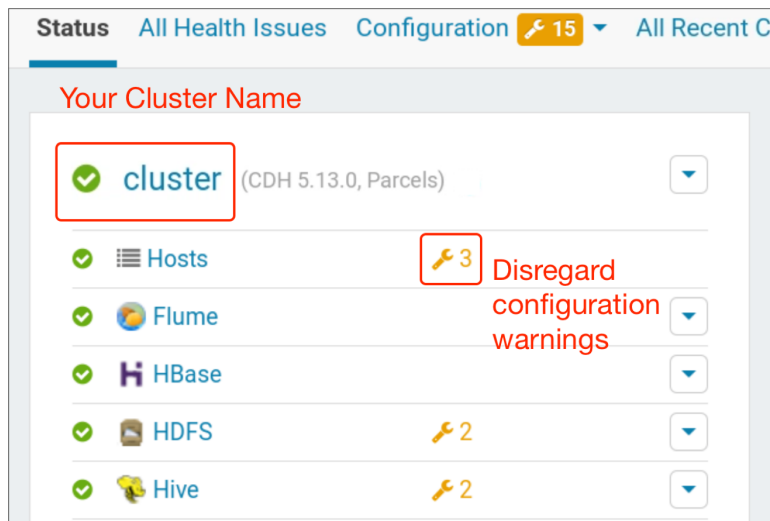 Status All Health Issues Configuration 15 All Recent C
Your Cluster Name
cluster (CDH 5.13.0, Parcels)
Hosts 3
Disregard
configuration
warnings
Flume
HBase
HDFS 2
Hive 2